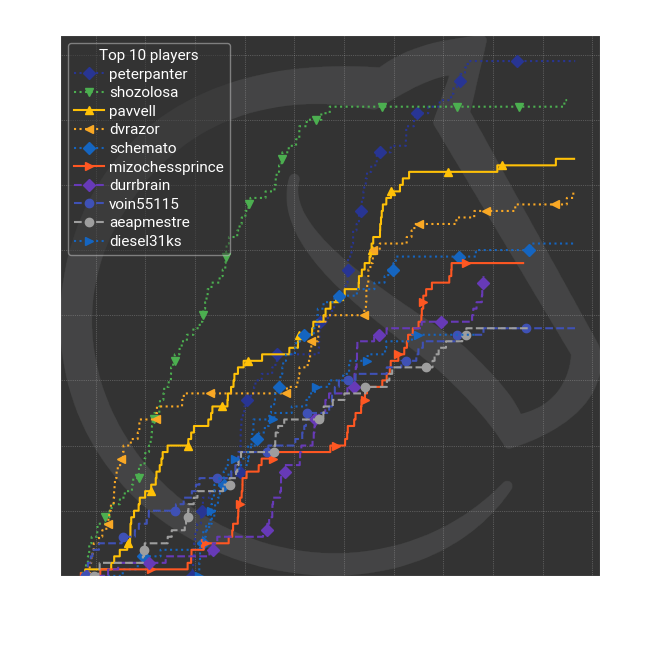 Top 10 players
peterpanter
shozolosa
pavvell
dvrazor
schemato
mizochessprince
durrbrain
voin55115
aeapmestre
diesel31ks